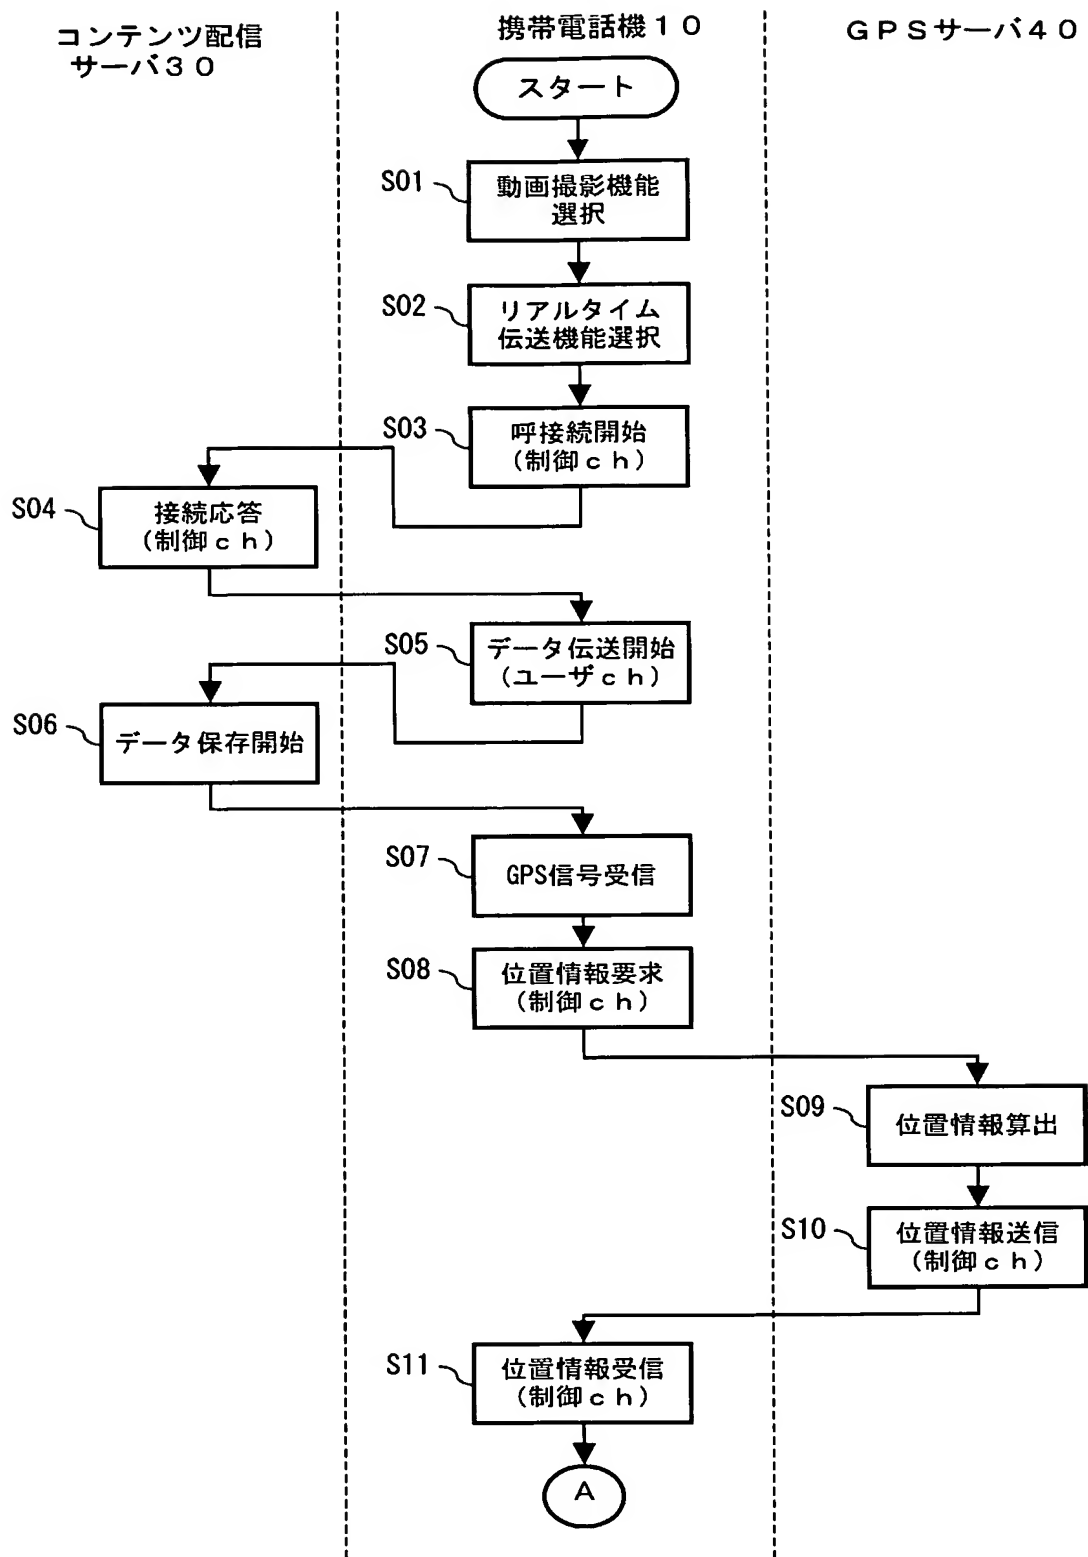 コンテンツ配信
サーバ３０
携帯電話機１０
ＧＰＳサーバ４０
スタート
S01
動画撮影機能
選択
S02
リアルタイム
伝送機能選択
S03
呼接続開始
(制御ｃｈ)
S04
接続応答
(制御ｃｈ)
S05
データ伝送開始
(ユーザｃｈ)
S06
データ保存開始
S07
GPS信号受信
S08
位置情報要求
(制御ｃｈ)
S09
位置情報算出
S10
位置情報送信
(制御ｃｈ)
S11
位置情報受信
(制御ｃｈ)
A